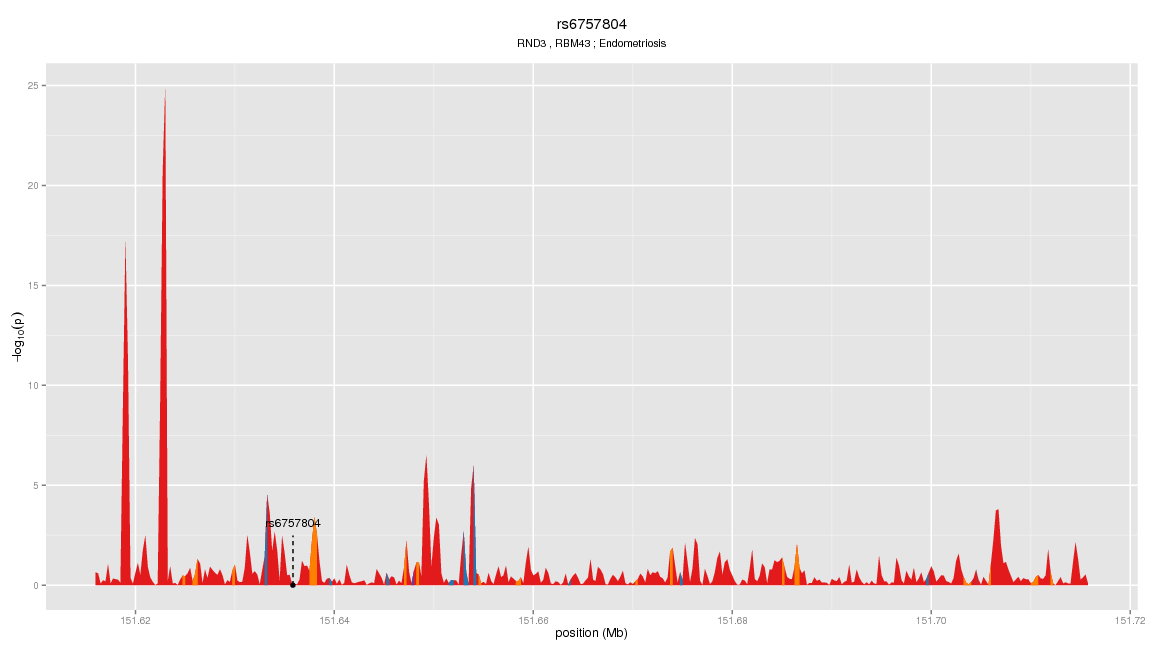 rs6757804
RND3 , RBM43 ; Endometriosis
25
20
15
10
5
0
−log10(p)
rs6757804
151.62
151.64
151.66
151.68
151.70
151.72
position (Mb)